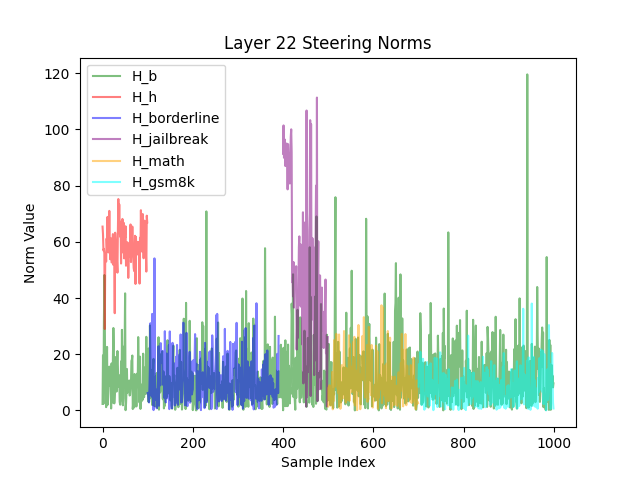 Layer 22 Steering Norms
H_b
H_h
H_borderline
H_jailbreak
H_math
H_gsm8k
Norm Value
120
100
80
60
40
20
0
0 200 400 600 800 1000
Sample Index